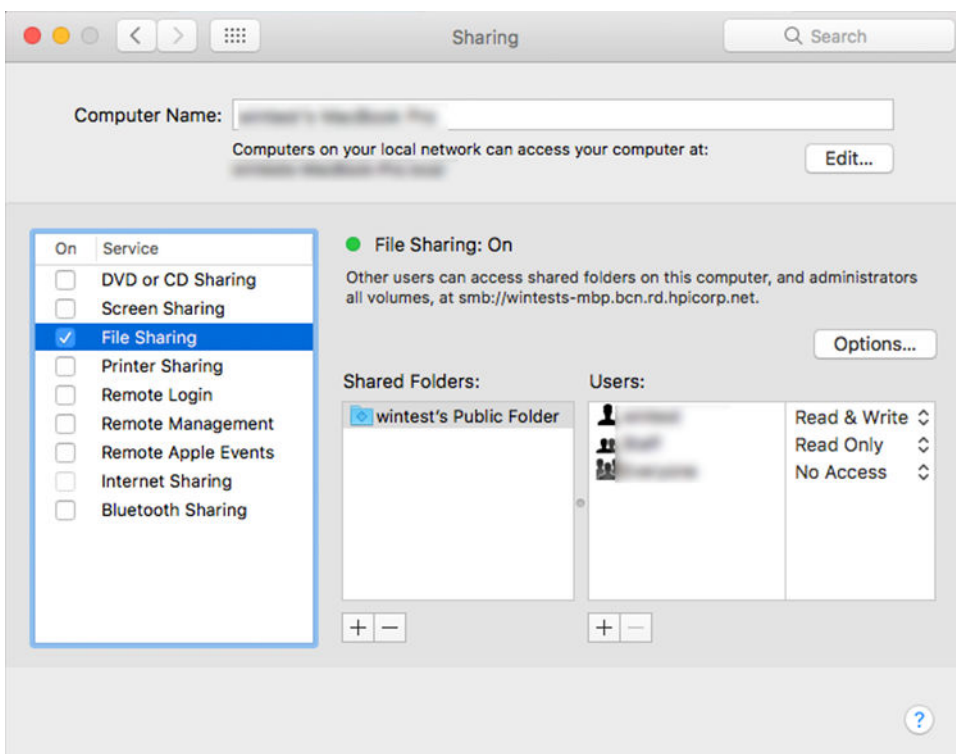 Sharing
Search
Computer Name:
Computers on your local network can access your computer at:
Edit...
On Service
DVD or CD Sharing
Screen Sharing
File Sharing
Printer Sharing
Remote Login
Remote Management
Remote Apple Events
Internet Sharing
Bluetooth Sharing
File Sharing: On
Other users can access shared folders on this computer, and administrators
all volumes, at smb://wintests-mbp.bcn.rd.hpicorp.net.
Options...
Shared Folders:
wintest's Public Folder
Users:
Read & Write
Read Only
No Access
+ −
+ −
?